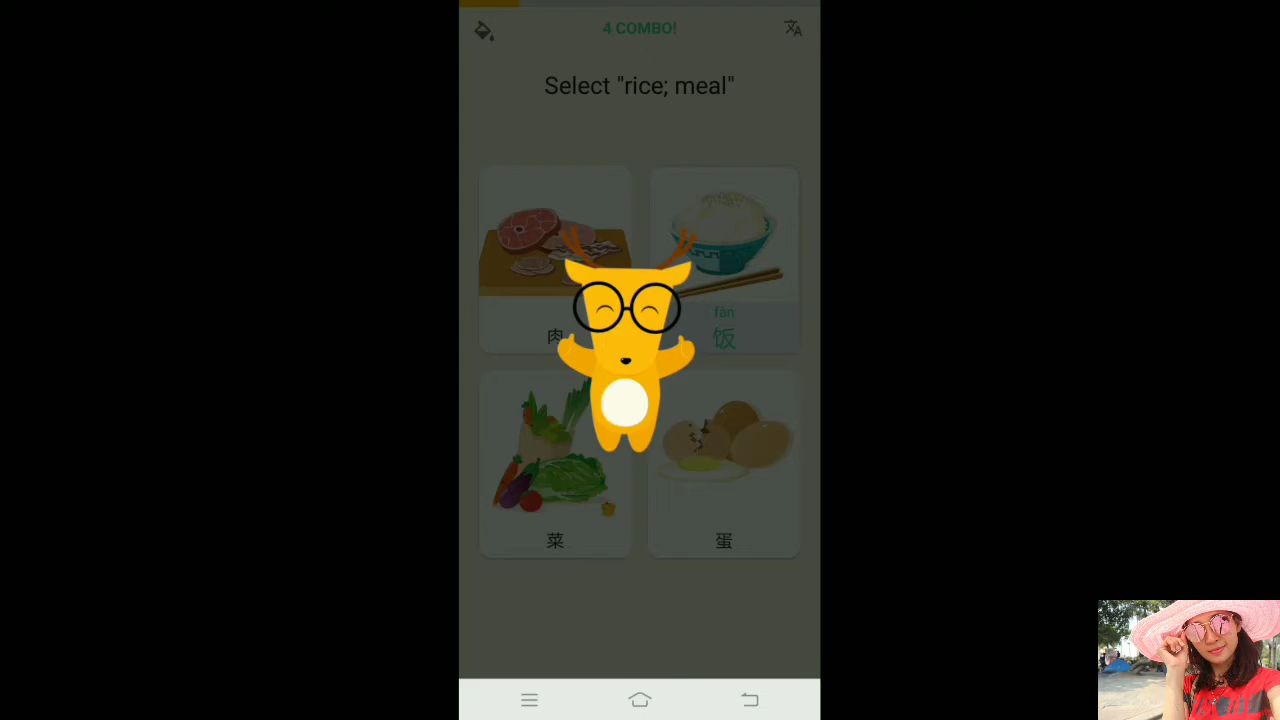 4 COMBO!
Select "rice; meal"
肉
fàn
饭
菜
蛋